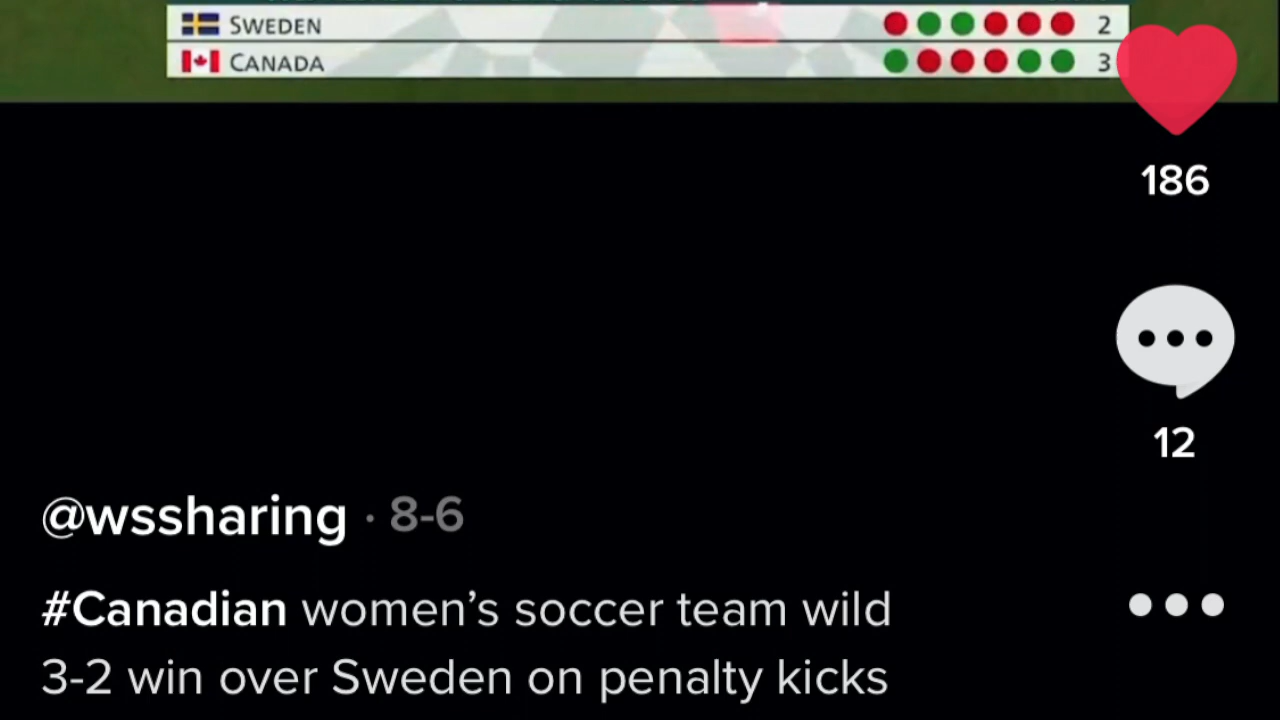 SWEDEN 2
CANADA 3
186
12
@wssharing · 8-6
#Canadian women's soccer team wild
3-2 win over Sweden on penalty kicks